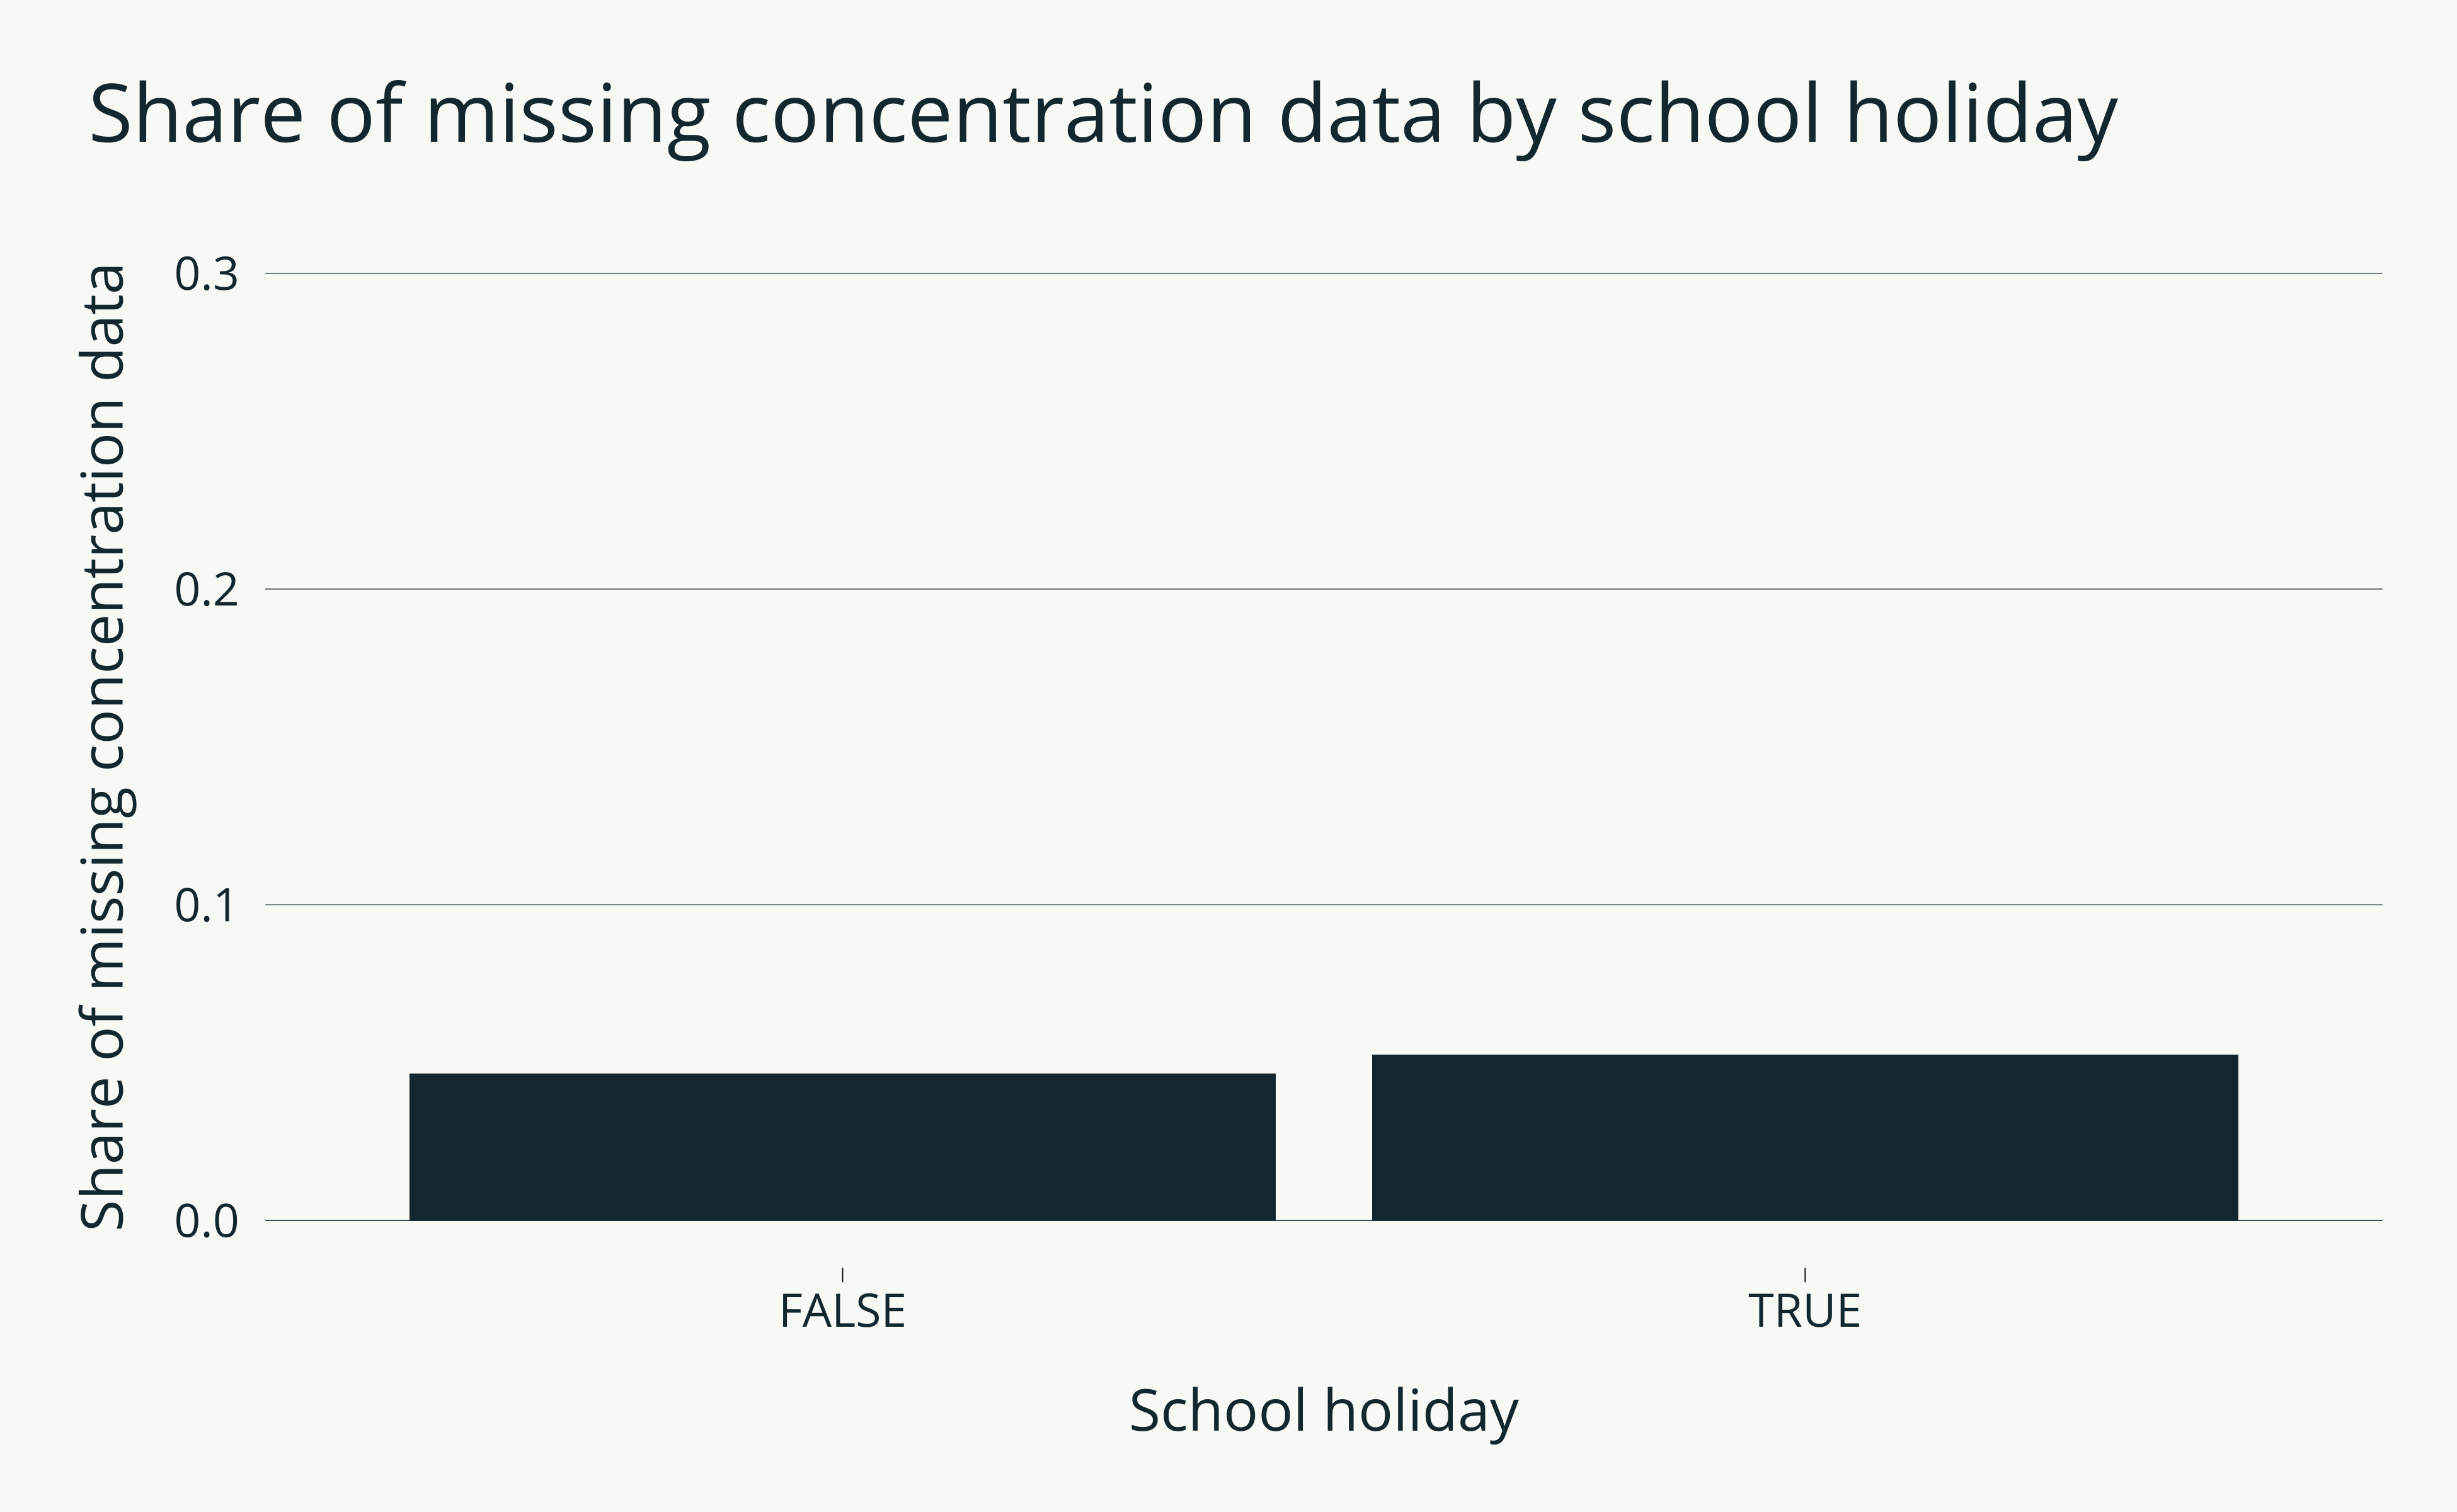 Share of missing concentration data by school holiday
Share of missing concentration data
0.3
0.2
0.1
0.0
FALSE
TRUE
School holiday